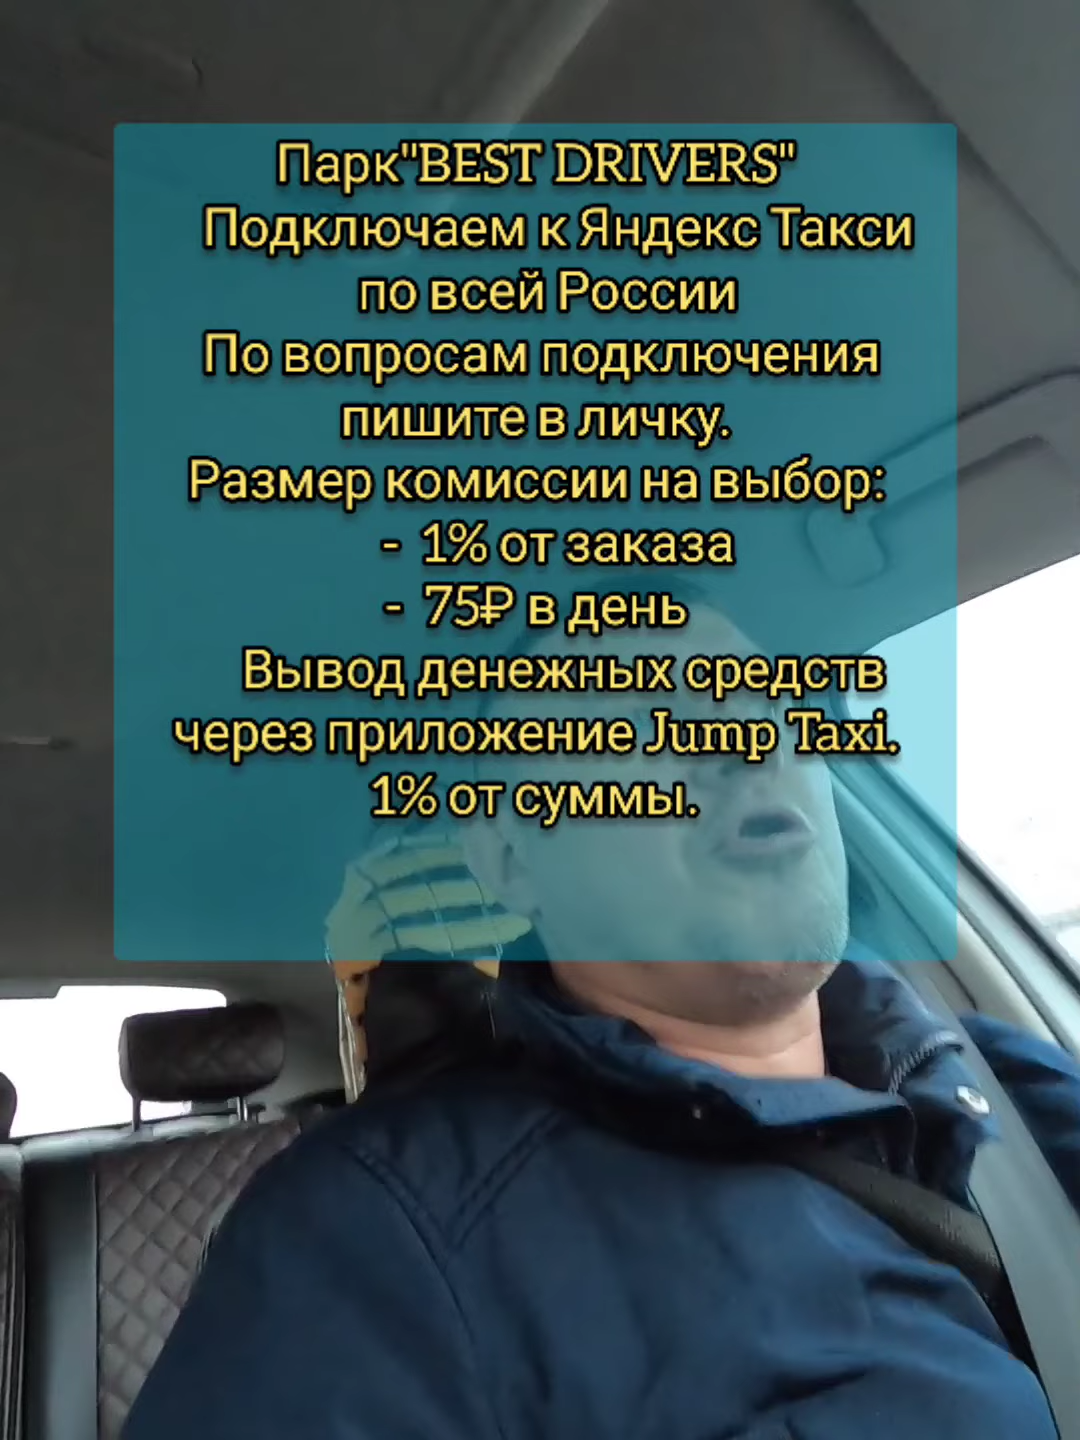 Парк"BEST DRIVERS"
Подключаем к Яндекс Такси
по всей России
По вопросам подключения
пишите в личку.
Размер комиссии на выбор:
- 1% от заказа
- 75₽ в день
Вывод денежных средств
через приложение Jump Taxi.
1% от суммы.